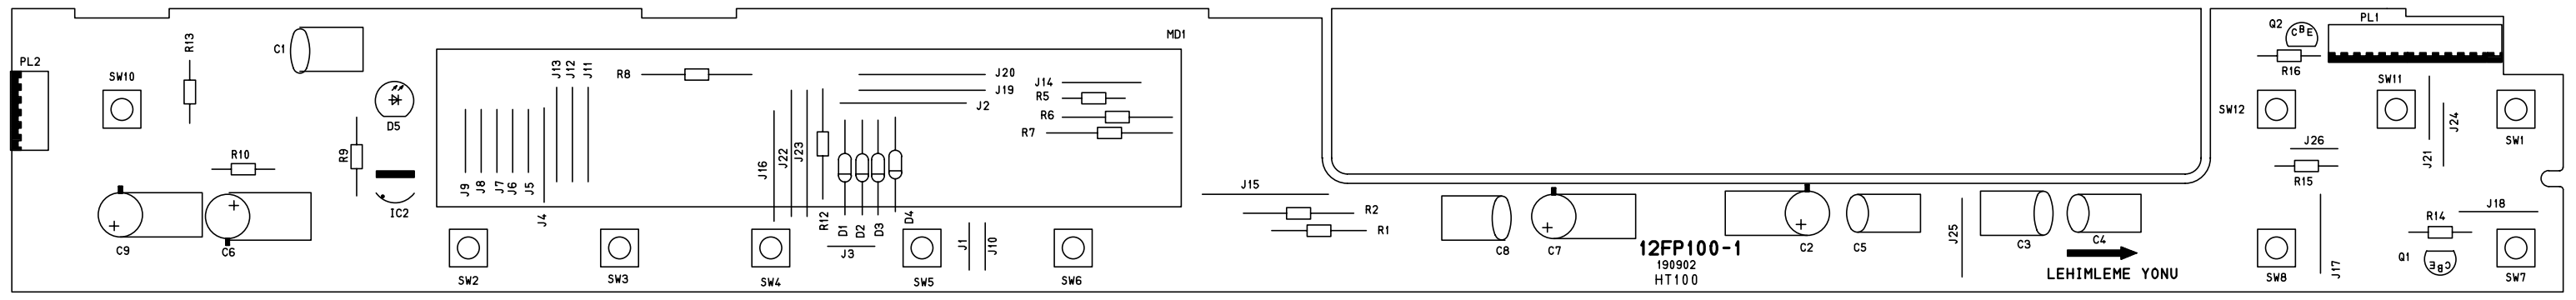 PL2
SW10
R13
C1
D5
R9
R10
IC2
C9
C6
MD1
J13
J12
J11
R8
J20
J19
J2
J14
R5
R6
R7
J9
J8
J7
J6
J5
J4
J16
J22
J23
R12
D1
D2
D3
D4
J3
J1
J10
SW2
SW3
SW4
SW5
SW6
J15
R2
R1
C8
C7
12FP100-1
190902
HT100
C2
C5
J25
C3
C4
LEHIMLEME YONU
Q2
CBE
PL1
R16
SW11
SW12
SW1
J24
J21
J26
R15
J18
R14
Q1
CBE
J17
SW8
SW7